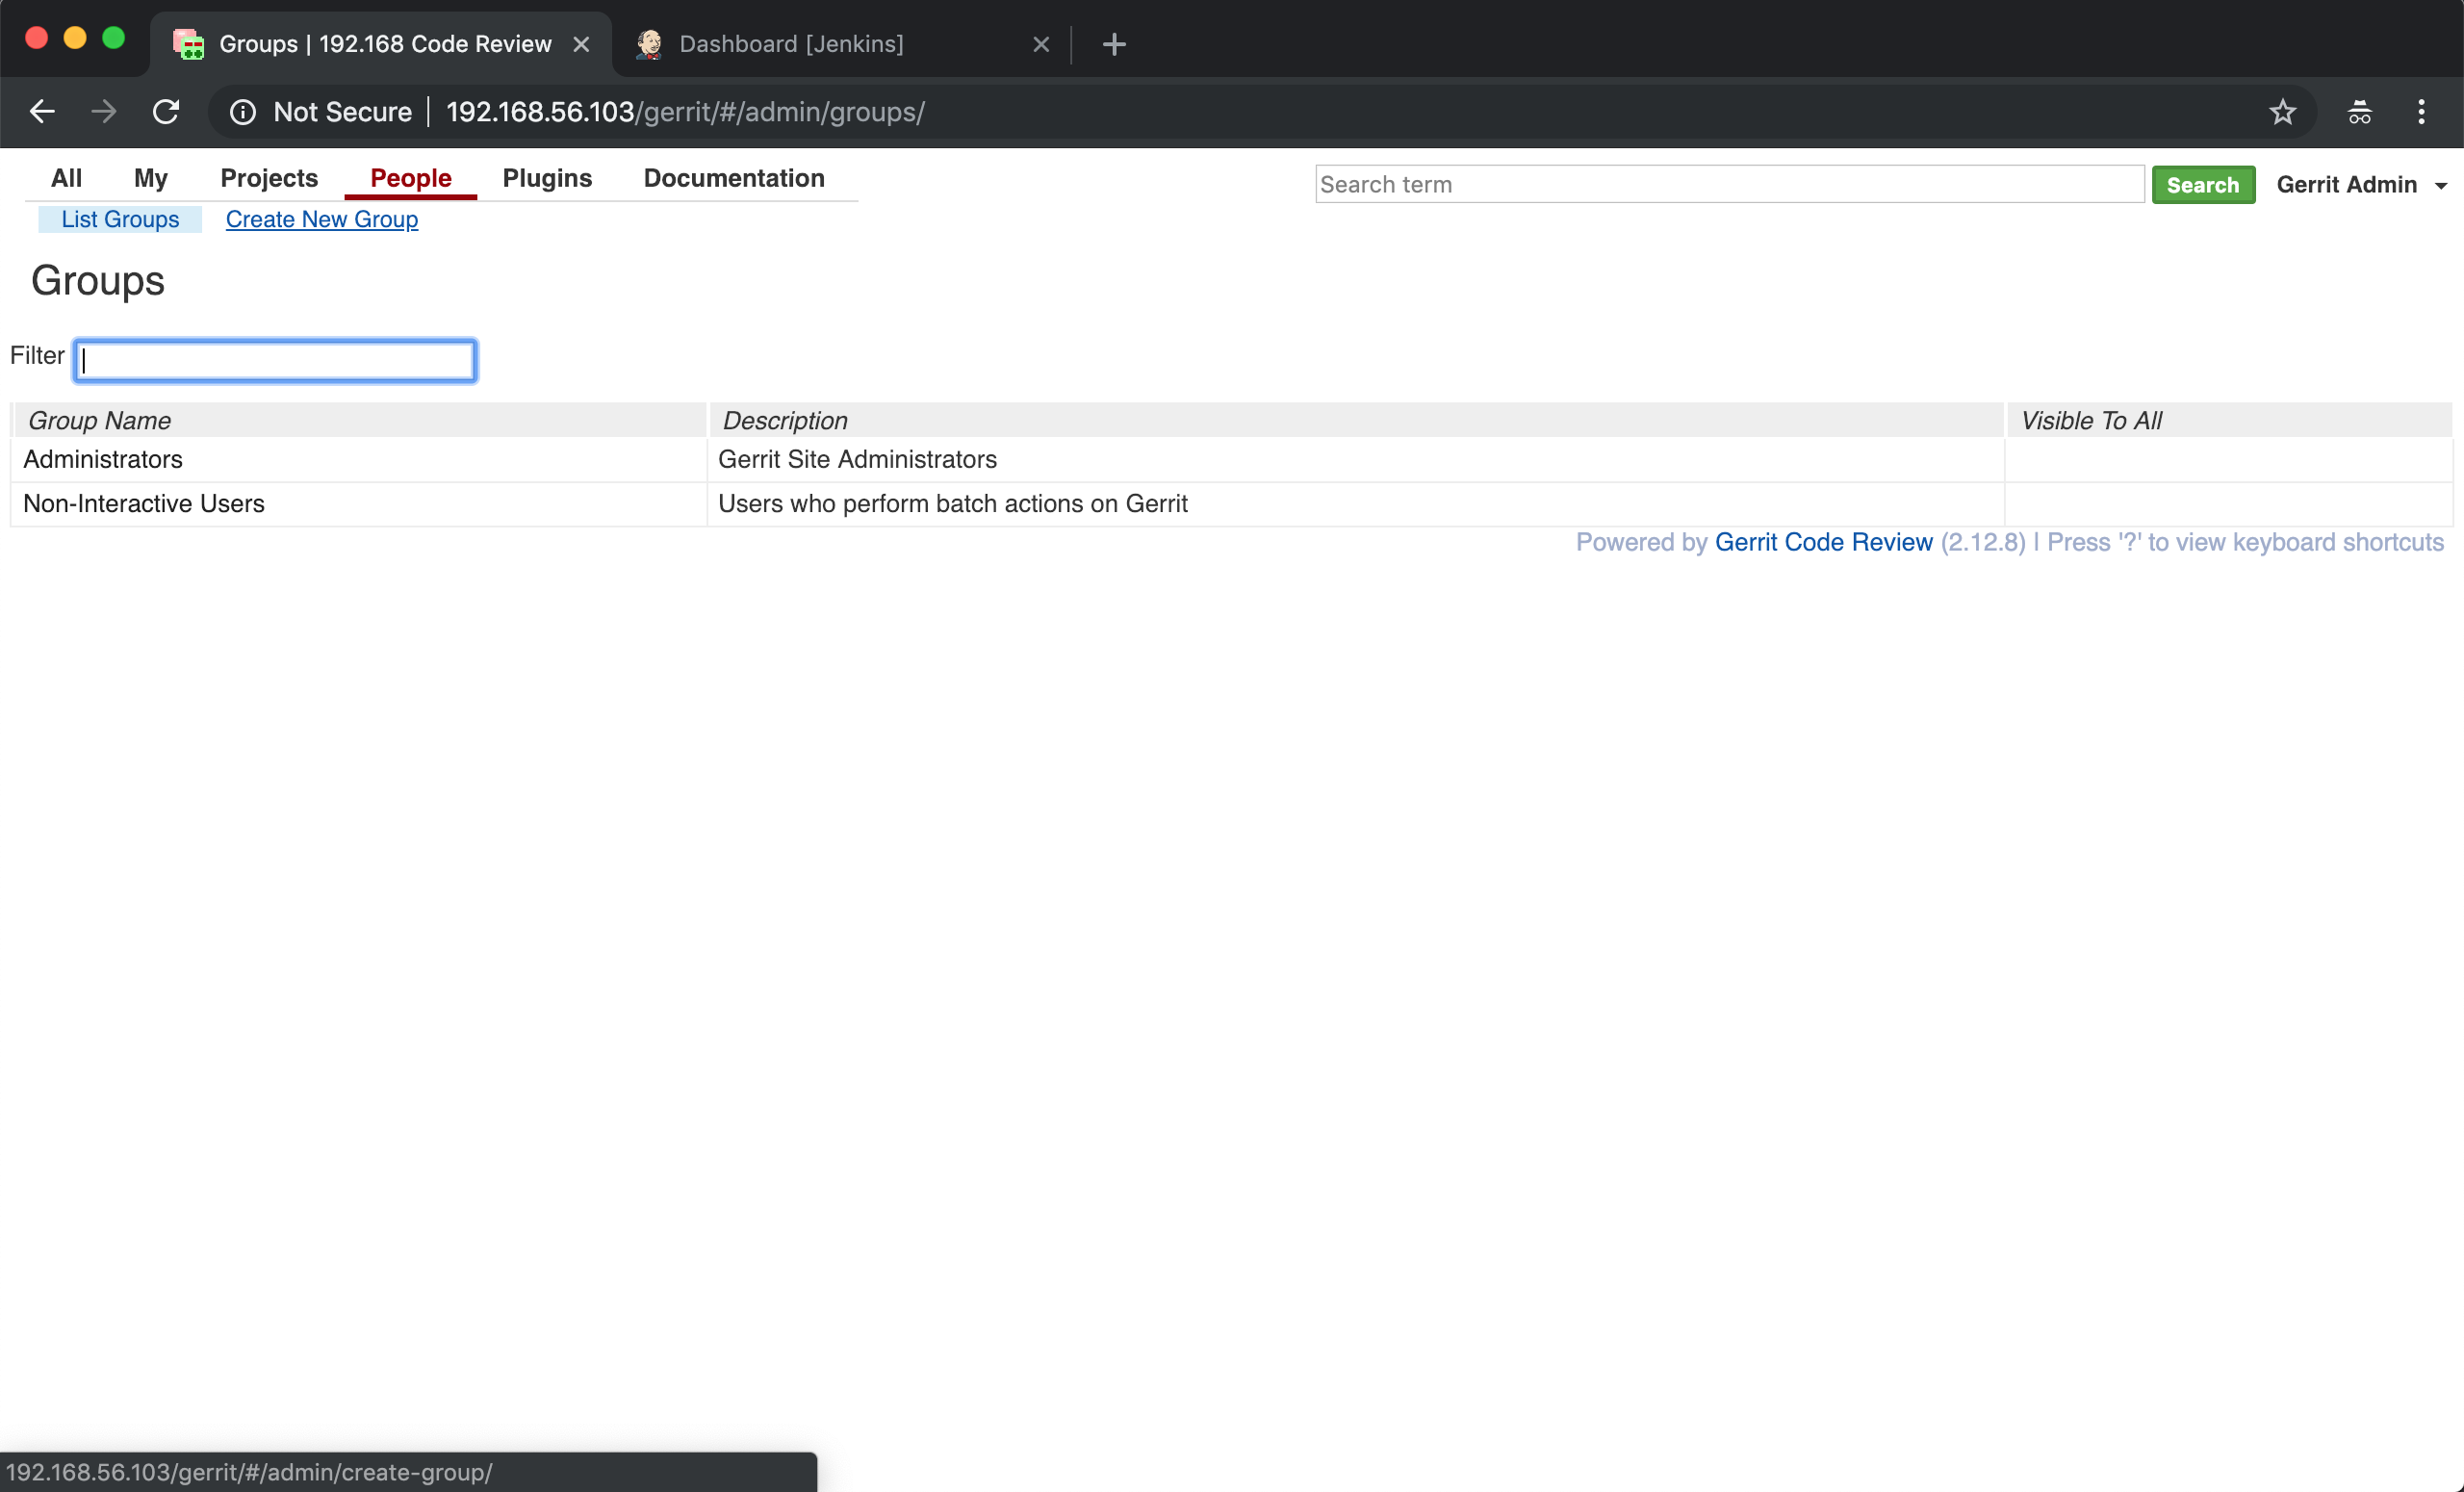 Groups | 192.168 Code Review
Dashboard [Jenkins]
Not Secure | 192.168.56.103/gerrit/#/admin/groups/
All My Projects People Plugins Documentation
Search term Search Gerrit Admin
List Groups Create New Group
Groups
Filter
Group Name Description Visible To All
Administrators Gerrit Site Administrators
Non-Interactive Users Users who perform batch actions on Gerrit
Powered by Gerrit Code Review (2.12.8) | Press '?' to view keyboard shortcuts
192.168.56.103/gerrit/#/admin/create-group/